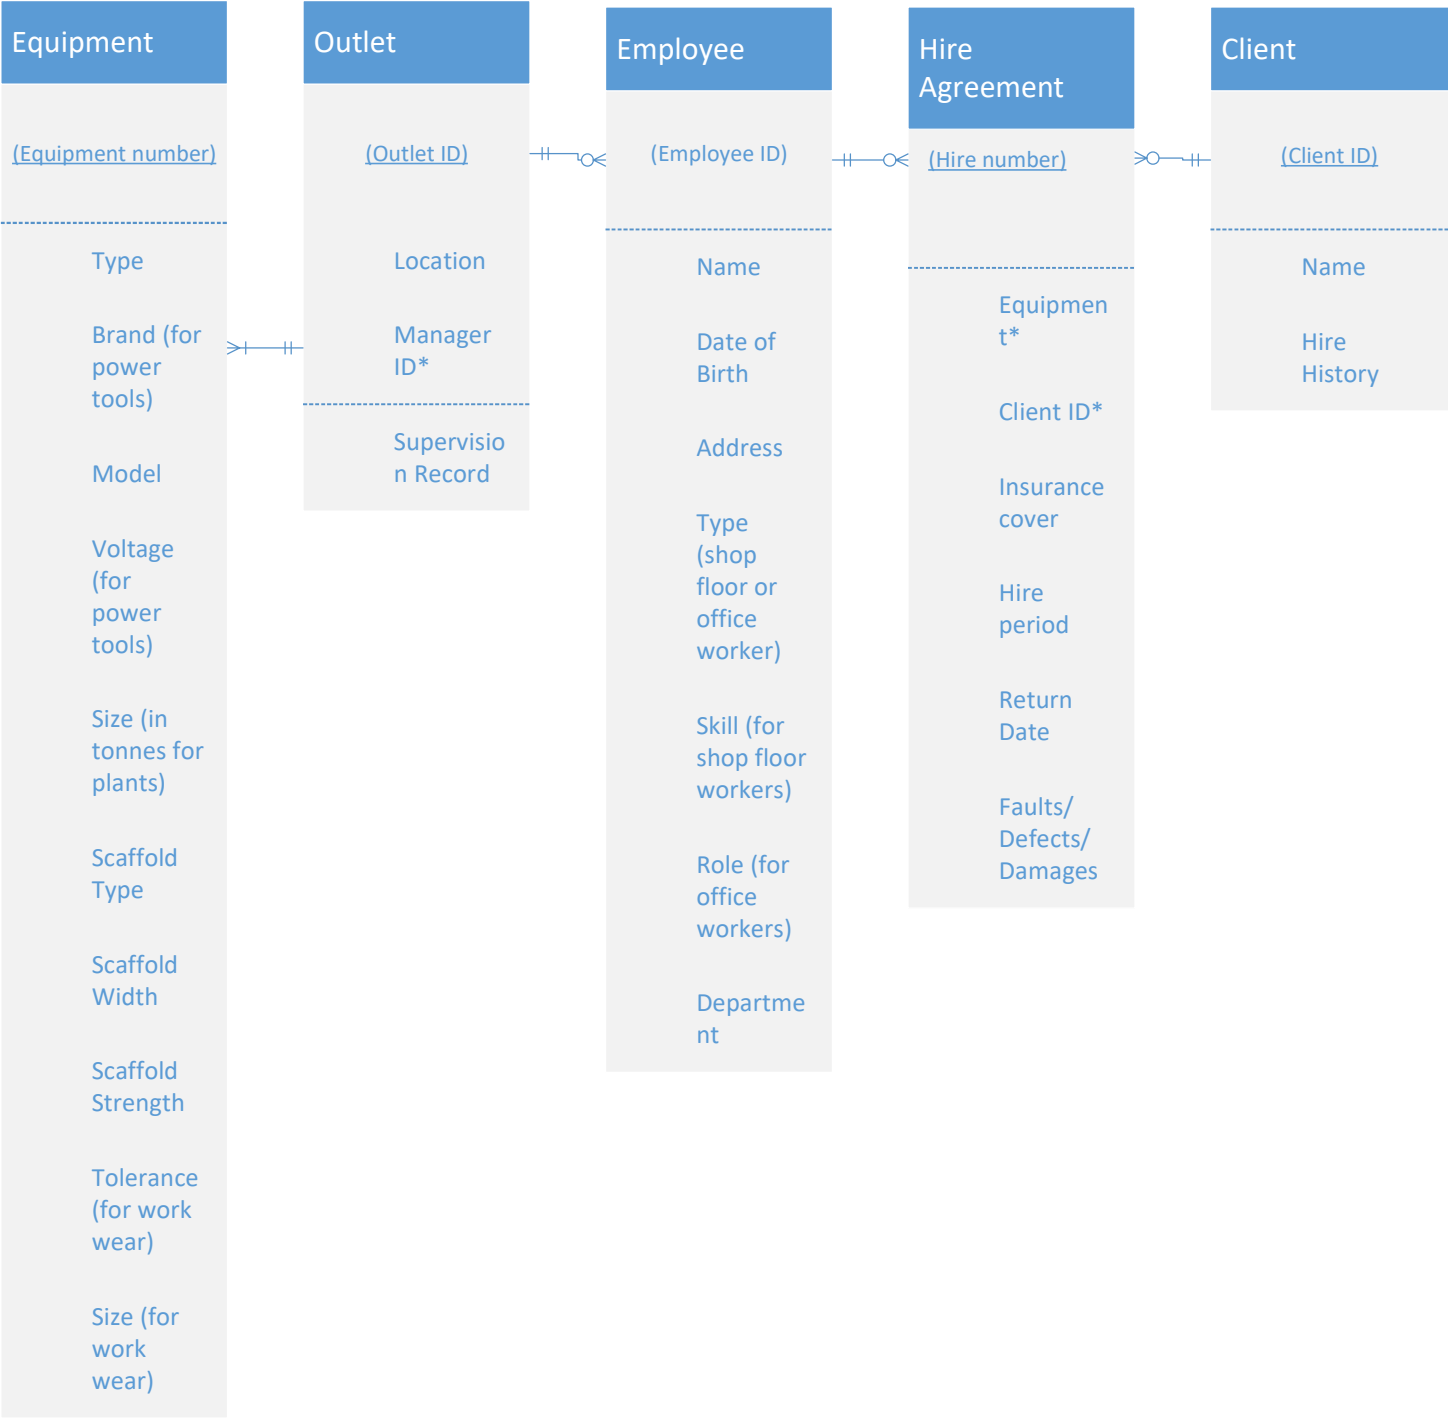 Equipment
(Equipment number)
Type
Brand (for
power
tools)
Model
Voltage
(for
power
tools)
Size (in
tonnes for
plants)
Scaffold
Type
Scaffold
Width
Scaffold
Strength
Tolerance
(for work
wear)
Size (for
work
wear)
Outlet
(Outlet ID)
Location
Manager
ID*
Supervisio
n Record
Employee
(Employee ID)
Name
Date of
Birth
Address
Type
(shop
floor or
office
worker)
Skill (for
shop floor
workers)
Role (for
office
workers)
Departme
nt
Hire
Agreement
(Hire number)
Equipmen
t*
Client ID*
Insurance
cover
Hire
period
Return
Date
Faults/
Defects/
Damages
Client
(Client ID)
Name
Hire
History